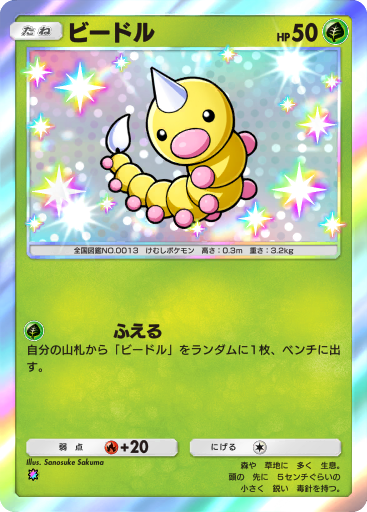 たね ビードル HP 50
全国図鑑NO.0013 けむしポケモン 高さ:0.3m 重さ:3.2kg
ふえる
自分の山札から「ビードル」をランダムに1枚、ベンチに出
す。
弱点 +20 にげる
Illus. Sanosuke Sakuma
森や 草地に 多く 生息。
頭の 先に 5センチぐらいの
小さく 鋭い 毒針を持つ。